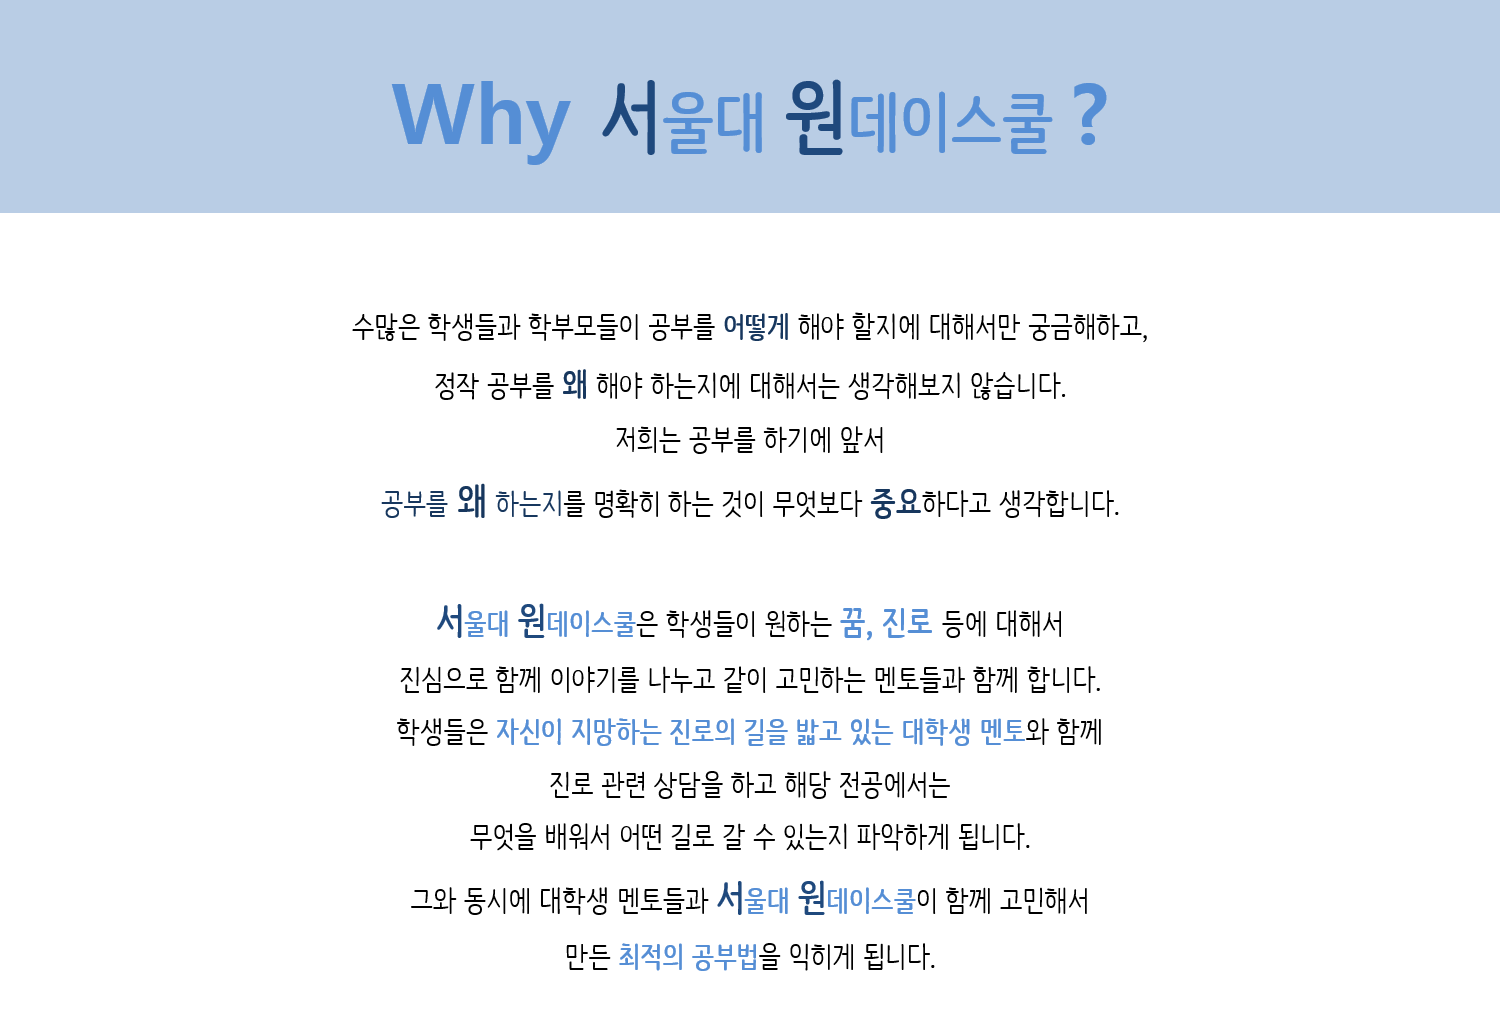 Why 서울대 원데이스쿨 ?
수많은 학생들과 학부모들이 공부를 어떻게 해야 할지에 대해서만 궁금해하고,
정작 공부를 왜 해야 하는지에 대해서는 생각해보지 않습니다.
저희는 공부를 하기에 앞서
공부를 왜 하는지를 명확히 하는 것이 무엇보다 중요하다고 생각합니다.
서울대 원데이스쿨은 학생들이 원하는 꿈, 진로 등에 대해서
진심으로 함께 이야기를 나누고 같이 고민하는 멘토들과 함께 합니다.
학생들은 자신이 지망하는 진로의 길을 밟고 있는 대학생 멘토와 함께
진로 관련 상담을 하고 해당 전공에서는
무엇을 배워서 어떤 길로 갈 수 있는지 파악하게 됩니다.
그와 동시에 대학생 멘토들과 서울대 원데이스쿨이 함께 고민해서
만든 최적의 공부법을 익히게 됩니다.